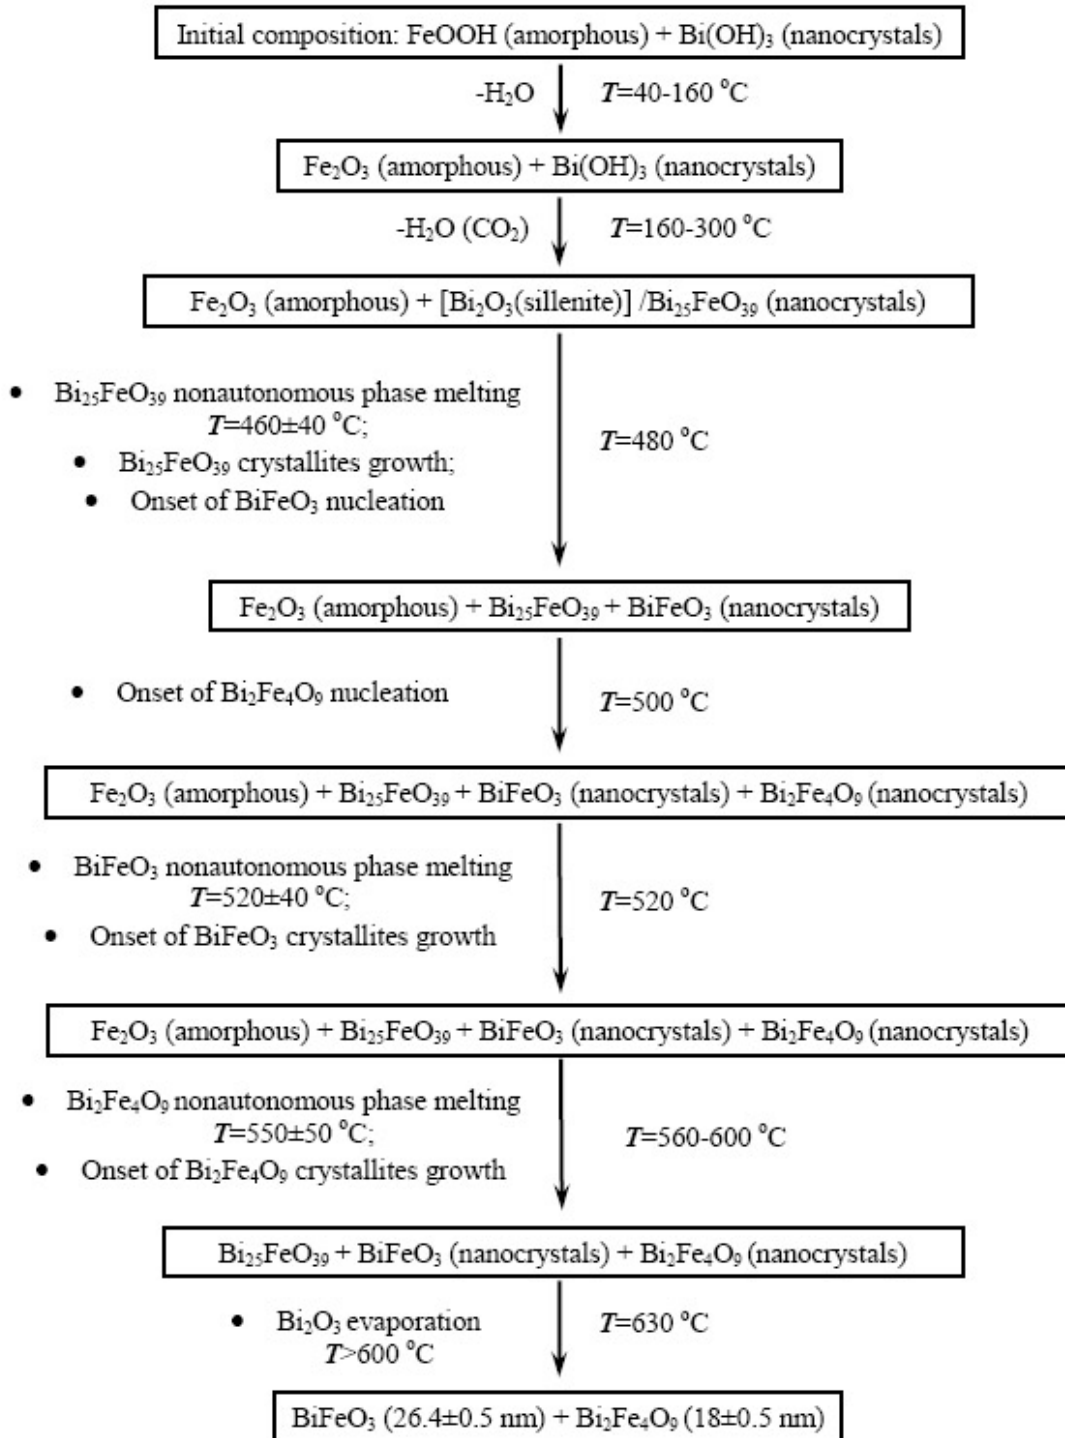 Initial composition: FeOOH (amorphous) + Bi(OH)₃ (nanocrystals)
-H₂O T=40-160 °C
Fe₂O₃ (amorphous) + Bi(OH)₃ (nanocrystals)
-H₂O (CO₂) T=160-300 °C
Fe₂O₃ (amorphous) + [Bi₂O₃(sillenite)] /Bi₂₅FeO₃₉ (nanocrystals)
• Bi₂₅FeO₃₉ nonautonomous phase melting
T=460±40 °C;
T=480 °C
• Bi₂₅FeO₃₉ crystallites growth;
• Onset of BiFeO₃ nucleation
Fe₂O₃ (amorphous) + Bi₂₅FeO₃₉ + BiFeO₃ (nanocrystals)
• Onset of Bi₂Fe₄O₉ nucleation T=500 °C
Fe₂O₃ (amorphous) + Bi₂₅FeO₃₉ + BiFeO₃ (nanocrystals) + Bi₂Fe₄O₉ (nanocrystals)
• BiFeO₃ nonautonomous phase melting
T=520±40 °C; T=520 °C
• Onset of BiFeO₃ crystallites growth
Fe₂O₃ (amorphous) + Bi₂₅FeO₃₉ + BiFeO₃ (nanocrystals) + Bi₂Fe₄O₉ (nanocrystals)
• Bi₂Fe₄O₉ nonautonomous phase melting
T=550±50 °C; T=560-600 °C
• Onset of Bi₂Fe₄O₉ crystallites growth
Bi₂₅FeO₃₉ + BiFeO₃ (nanocrystals) + Bi₂Fe₄O₉ (nanocrystals)
• Bi₂O₃ evaporation T=630 °C
T>600 °C
BiFeO₃ (26.4±0.5 nm) + Bi₂Fe₄O₉ (18±0.5 nm)